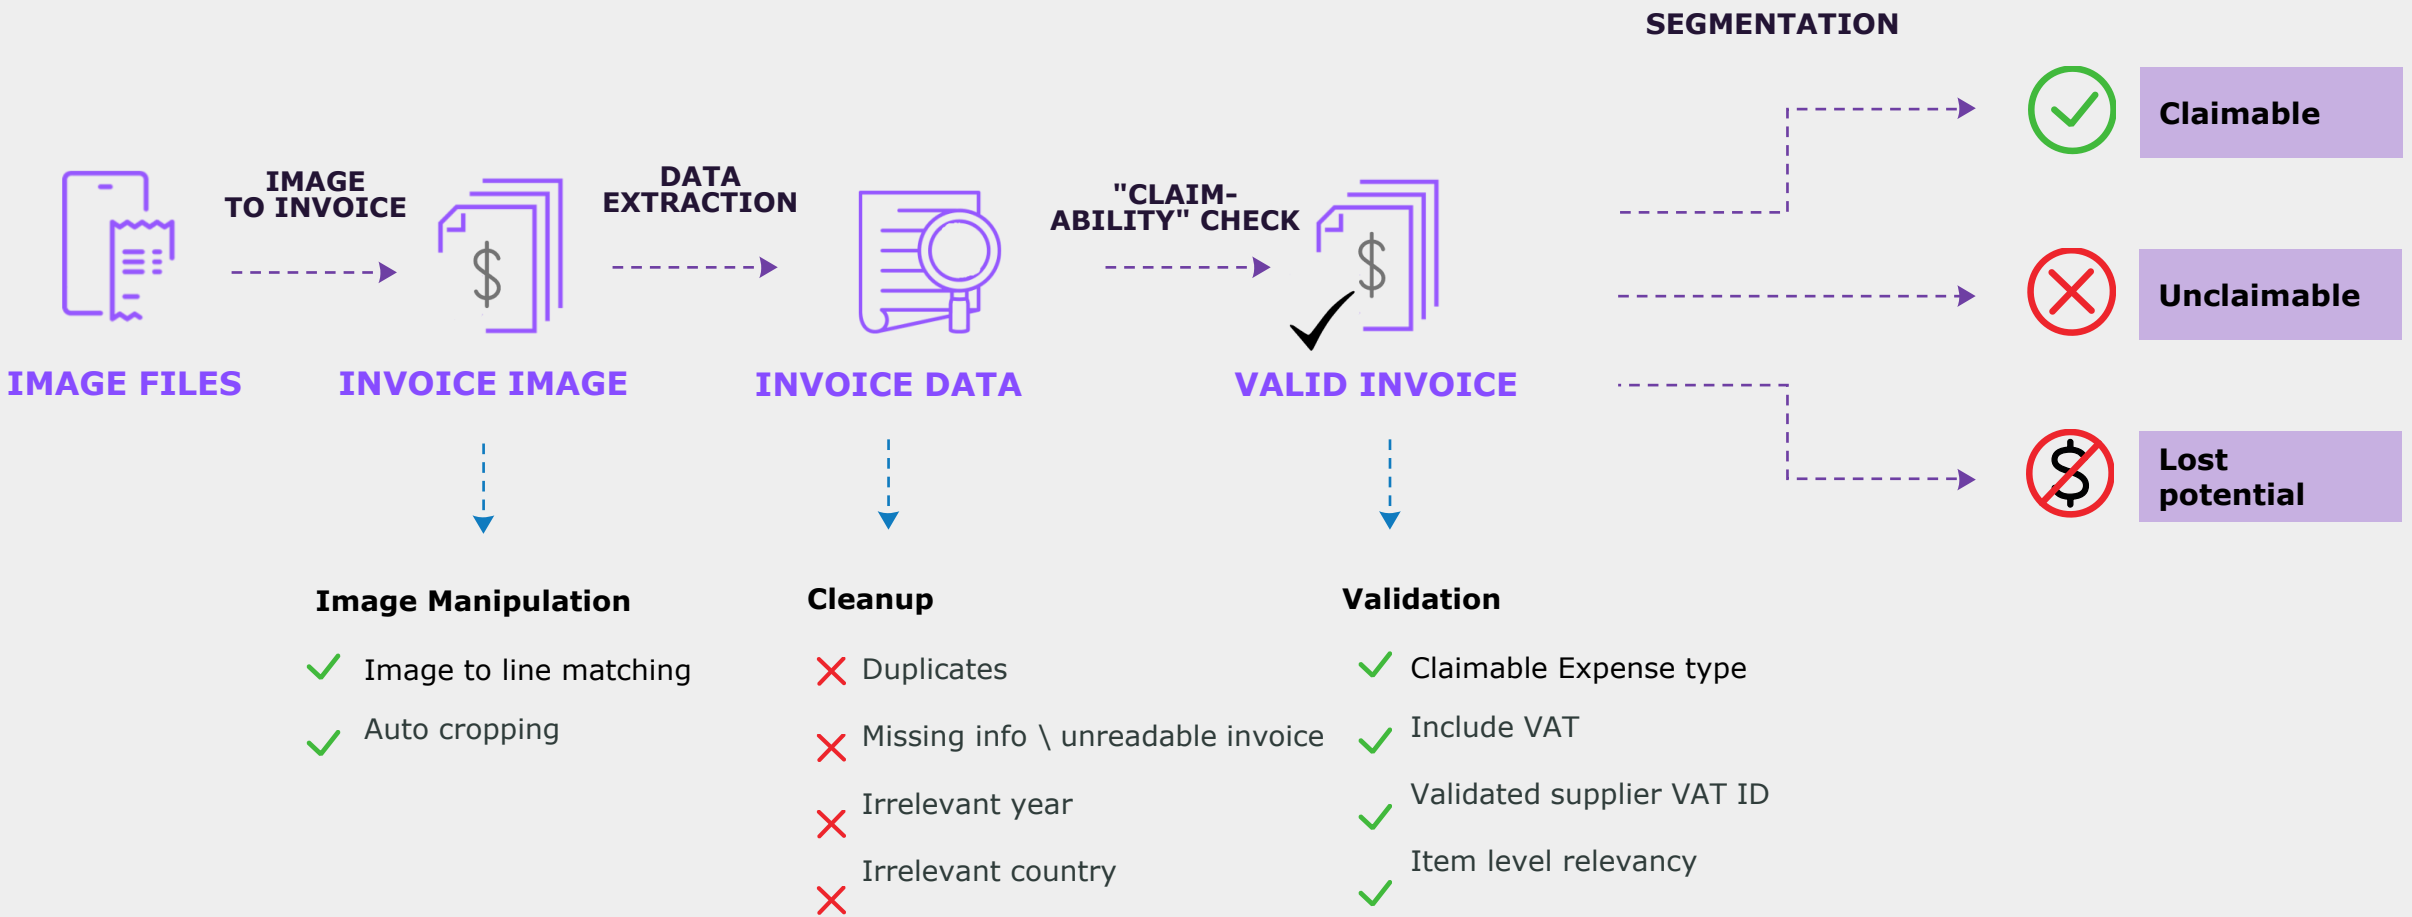 SEGMENTATION
Claimable
IMAGE
TO INVOICE
DATA
EXTRACTION
"CLAIM-
ABILITY" CHECK
Unclaimable
IMAGE FILES
INVOICE IMAGE
INVOICE DATA
VALID INVOICE
Lost
potential
Image Manipulation
Image to line matching
Auto cropping
Cleanup
Duplicates
Missing info \ unreadable invoice
Irrelevant year
Irrelevant country
Validation
Claimable Expense type
Include VAT
Validated supplier VAT ID
Item level relevancy